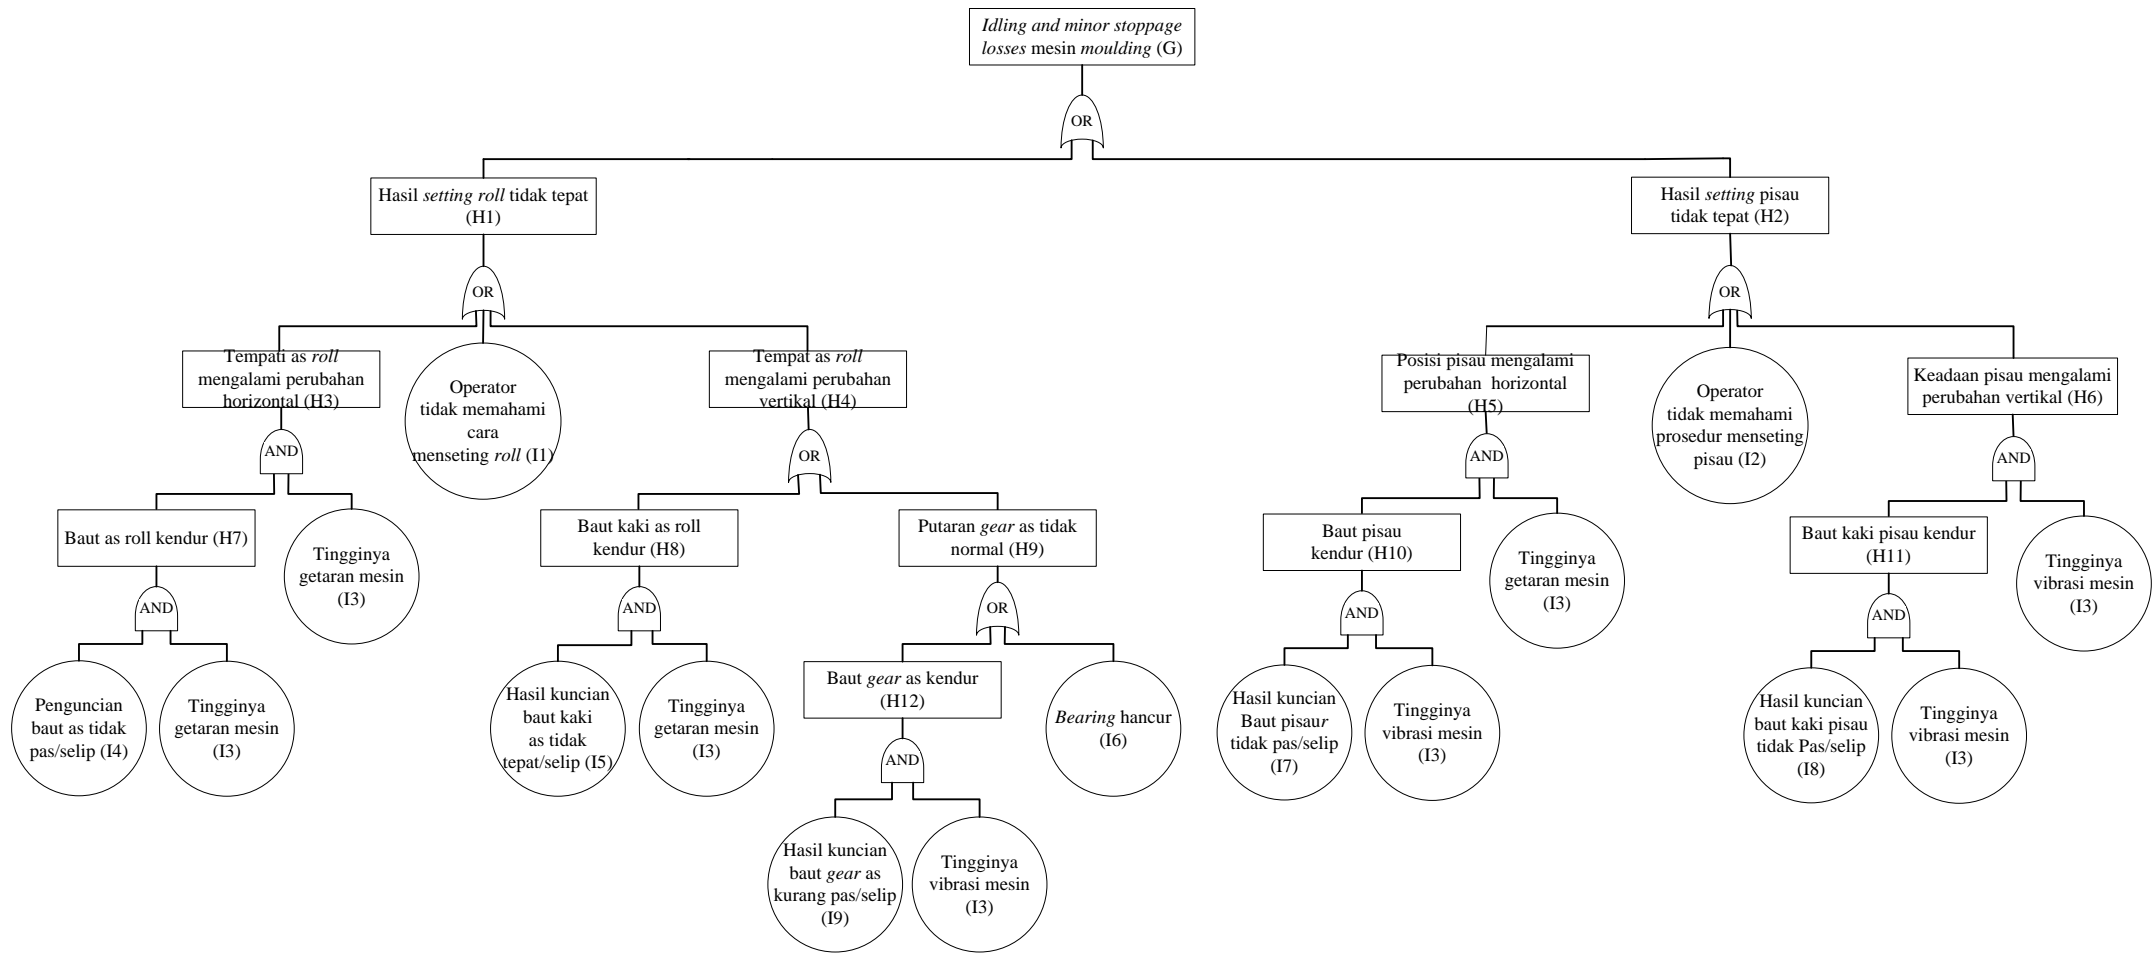 Idling and minor stoppage
losses mesin moulding (G)
OR
Hasil setting roll tidak tepat
(H1)
Hasil setting pisau
tidak tepat (H2)
OR
OR
Tempati as roll
mengalami perubahan
horizontal (H3)
Operator
tidak memahami
cara
menseting roll (I1)
Tempat as roll
mengalami perubahan
vertikal (H4)
Posisi pisau mengalami
perubahan horizontal
(H5)
Operator
tidak memahami
prosedur menseting
pisau (I2)
Keadaan pisau mengalami
perubahan vertikal (H6)
AND
OR
AND
AND
Baut as roll kendur (H7)
Tingginya
getaran mesin
(I3)
Baut kaki as roll
kendur (H8)
Putaran gear as tidak
normal (H9)
Baut pisau
kendur (H10)
Tingginya
getaran mesin
(I3)
Baut kaki pisau kendur
(H11)
Tingginya
vibrasi mesin
(I3)
AND
AND
OR
AND
AND
Penguncian
baut as tidak
pas/selip (I4)
Tingginya
getaran mesin
(I3)
Hasil kuncian
baut kaki
as tidak
tepat/selip (I5)
Tingginya
getaran mesin
(I3)
Baut gear as kendur
(H12)
Bearing hancur
(I6)
Hasil kuncian
Baut pisaur
tidak pas/selip
(I7)
Tingginya
vibrasi mesin
(I3)
Hasil kuncian
baut kaki pisau
tidak Pas/selip
(I8)
Tingginya
vibrasi mesin
(I3)
AND
Hasil kuncian
baut gear as
kurang pas/selip
(I9)
Tingginya
vibrasi mesin
(I3)